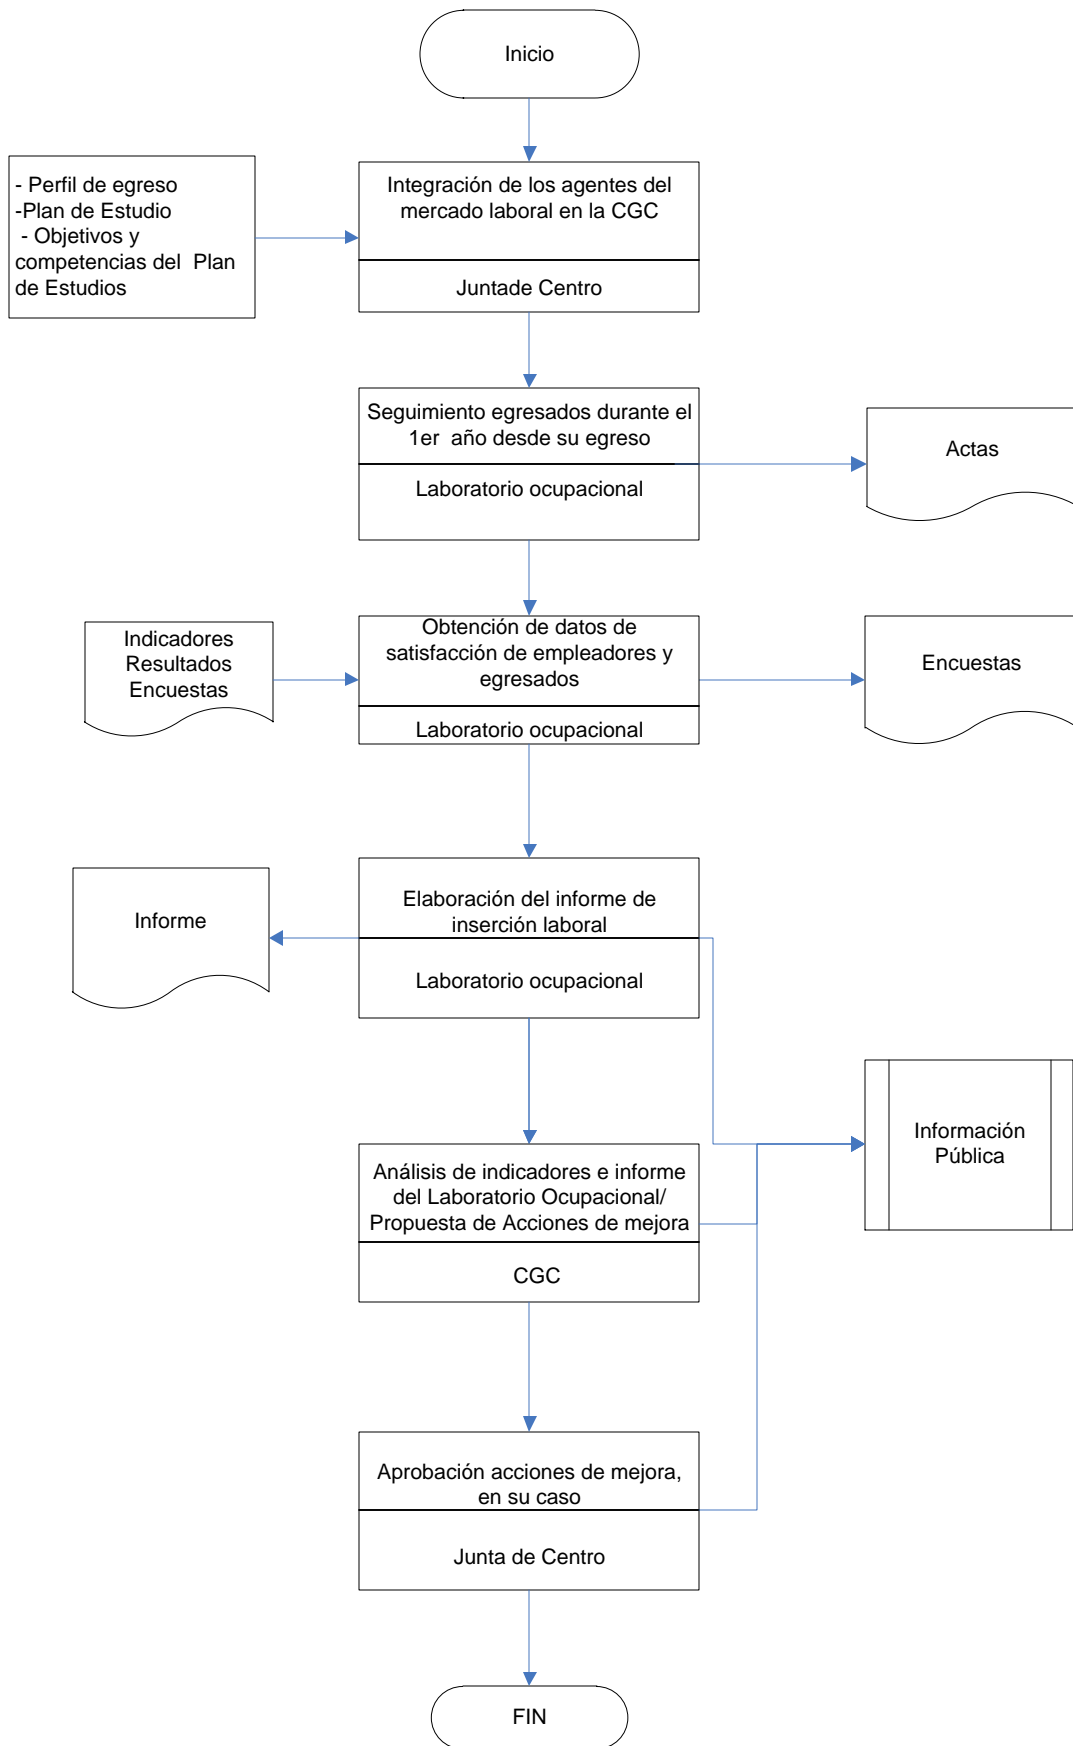 Inicio
- Perfil de egreso
-Plan de Estudio
- Objetivos y
competencias del Plan
de Estudios
Integración de los agentes del
mercado laboral en la CGC
Juntade Centro
Seguimiento egresados durante el
1er año desde su egreso
Laboratorio ocupacional
Actas
Indicadores
Resultados
Encuestas
Obtención de datos de
satisfacción de empleadores y
egresados
Laboratorio ocupacional
Encuestas
Informe
Elaboración del informe de
inserción laboral
Laboratorio ocupacional
Información
Pública
Análisis de indicadores e informe
del Laboratorio Ocupacional/
Propuesta de Acciones de mejora
CGC
Aprobación acciones de mejora,
en su caso
Junta de Centro
FIN